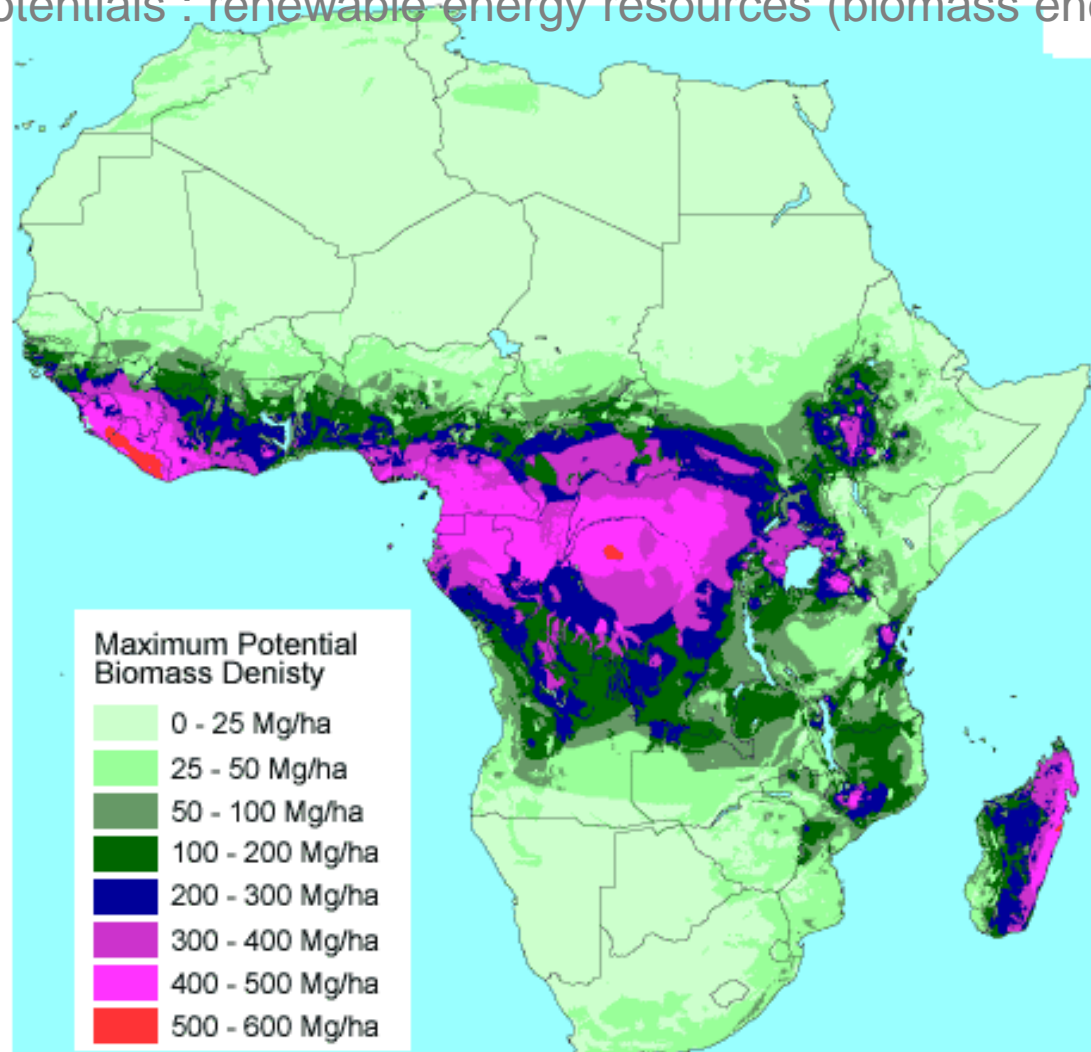 otentials : renewable energy resources (biomass ene
Maximum Potential
Biomass Denisty
0 - 25 Mg/ha
25 - 50 Mg/ha
50 - 100 Mg/ha
100 - 200 Mg/ha
200 - 300 Mg/ha
300 - 400 Mg/ha
400 - 500 Mg/ha
500 - 600 Mg/ha